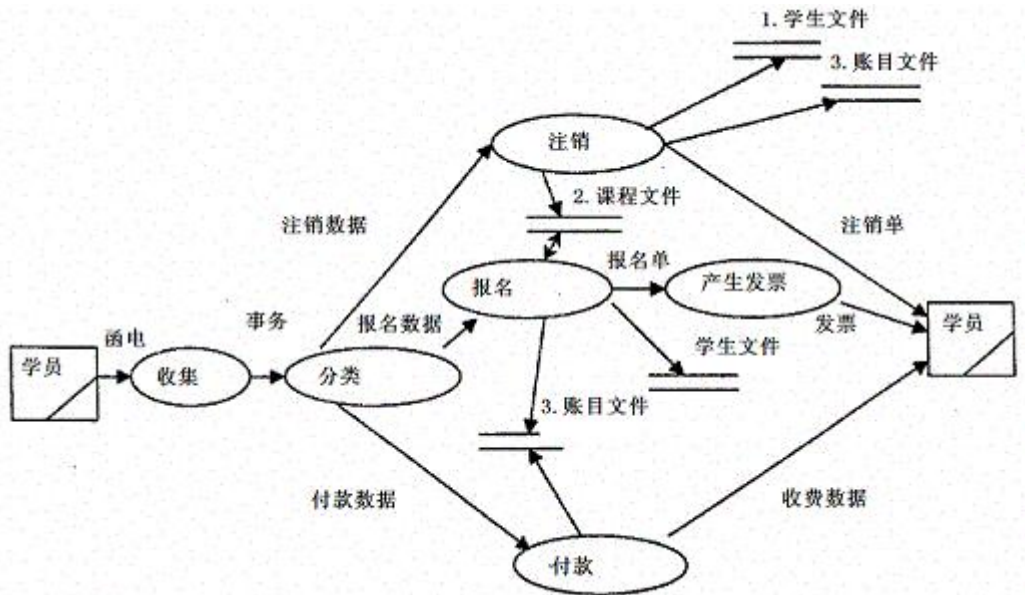 1. 学生文件
3. 账目文件
注销
2. 课程文件
注销数据
注销单
报名单
报名
产生发票
事务
报名数据
发票
学员
函电
学员
收集
分类
学生文件
3. 账目文件
付款数据
收费数据
付款